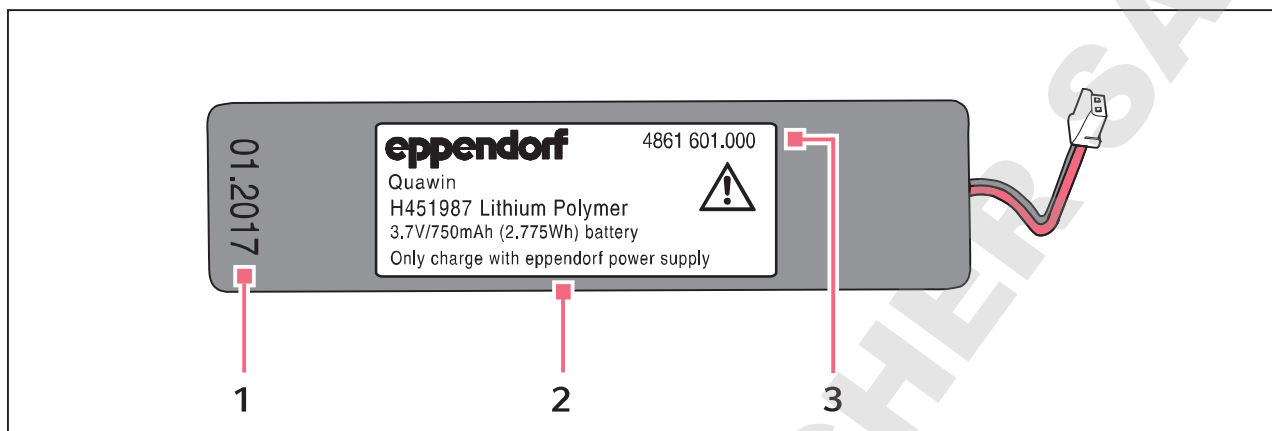 01.2017
eppendorf
4861 601.000
Quawin
H451987 Lithium Polymer
3.7V/750mAh (2.775Wh) battery
Only charge with eppendorf power supply
1
2
3